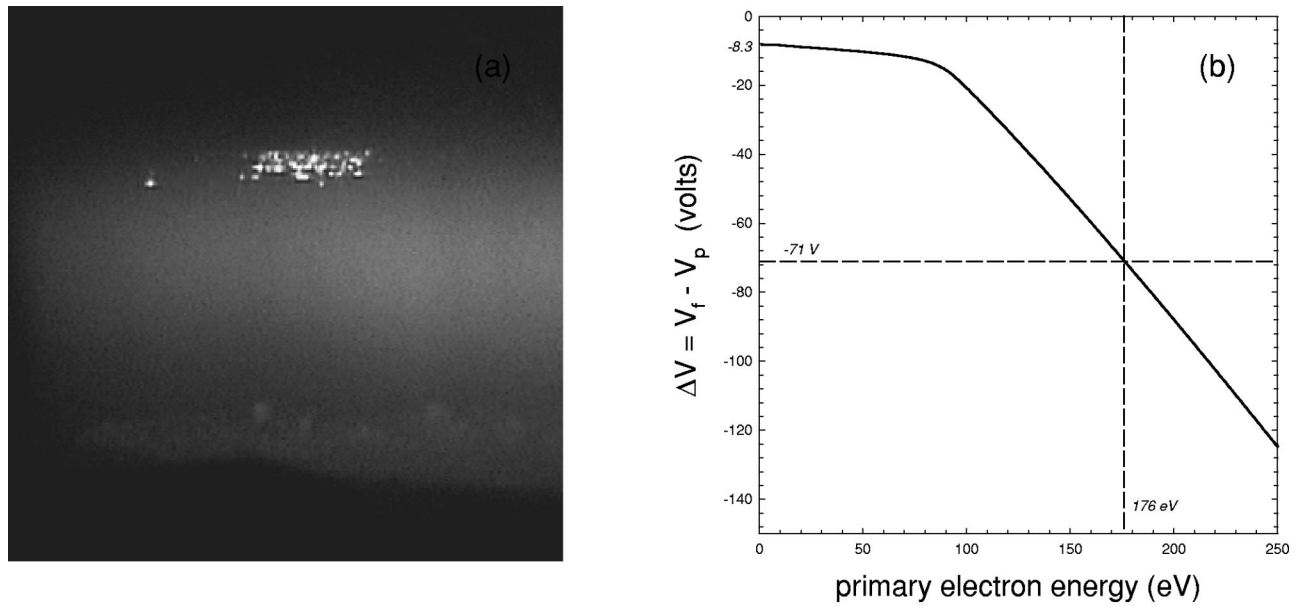 (a)
(b)
0
-8.3
-20
-40
-60
-71 V
-80
-100
-120
-140
176 eV
0 50 100 150 200 250
ΔV = V_f - V_p (volts)
primary electron energy (eV)